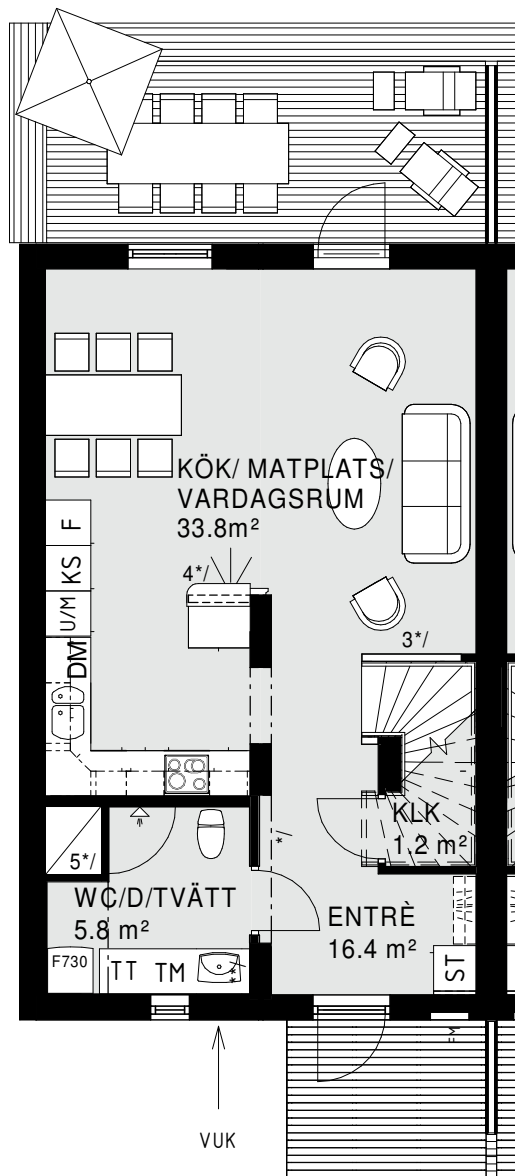 KÖK/ MATPLATS/
VARDAGSRUM
33.8m²
F
KS
U/M
DM
4*/
3*/
KLK
1.2 m²
*/
5*/
WC/D/TVÄTT
5.8 m²
ENTRÈ
16.4 m²
F730
TT
TM
**
ST
FM
VUK